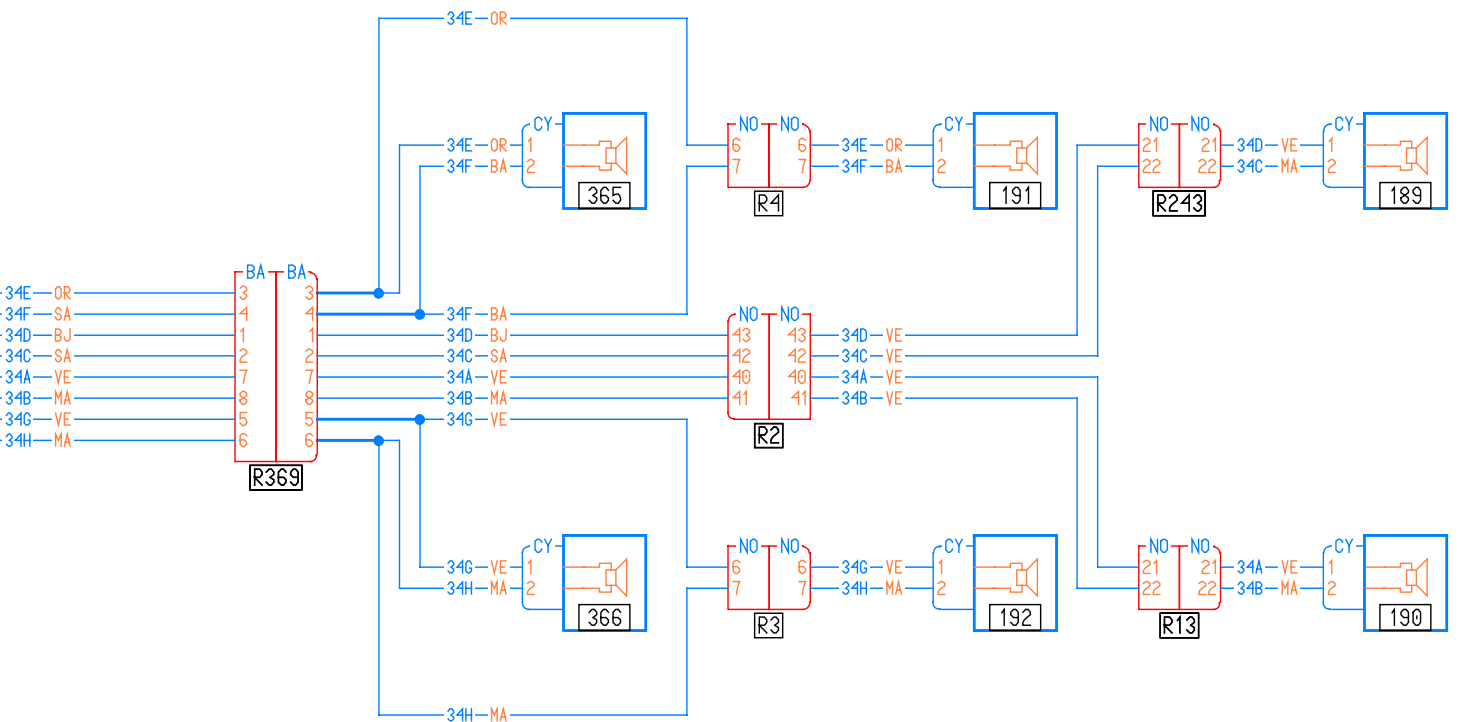 34E OR
CY NO NO CY NO NO CY
34E OR 1 6 6 34E OR 1 21 21 34D VE 1
34F BA 2 7 7 34F BA 2 22 22 34C MA 2
365 R4 191 R243 189
BA BA
34E OR 3 3
34F SA 4 4 34F BA NO NO
34D BJ 1 1 34D BJ 43 43 34D VE
34C SA 2 2 34C SA 42 42 34C VE
34A VE 7 7 34A VE 40 40 34A VE
34B MA 8 8 34B MA 41 41 34B VE
34G VE 5 5 34G VE
34H MA 6 6 R2
R369
CY NO NO CY NO NO CY
34G VE 1 6 6 34G VE 1 21 21 34A VE 1
34H MA 2 7 7 34H MA 2 22 22 34B MA 2
366 R3 192 R13 190
34H MA